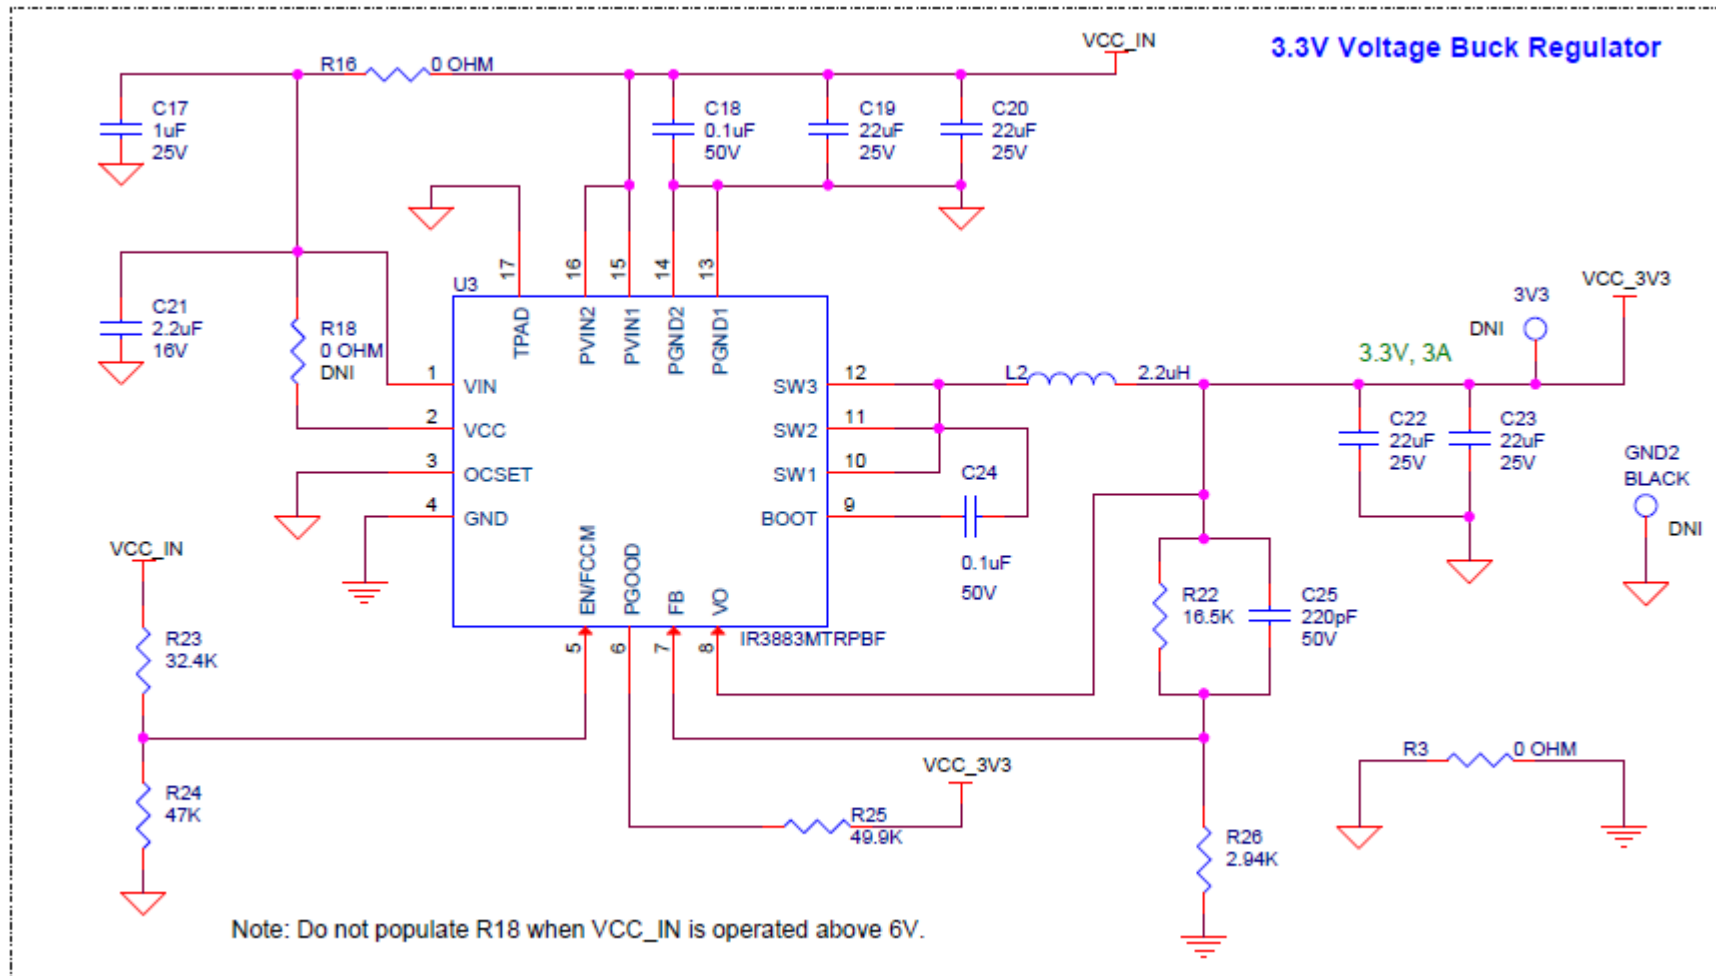 VCC_IN
3.3V Voltage Buck Regulator
R16
0 OHM
C17
1uF
25V
C18
0.1uF
50V
C19
22uF
25V
C20
22uF
25V
17
16
15
14
13
U3
TPAD
PVIN2
PVIN1
PGND2
PGND1
C21
2.2uF
16V
R18
0 OHM
DNI
1
VIN
2
VCC
3
OCSET
4
GND
SW3
12
SW2
11
SW1
10
BOOT
9
EN/FCCM
PGOOD
FB
VO
5
6
7
8
IR3883MTRPBF
L2
2.2uH
C24
0.1uF
50V
3.3V, 3A
3V3
DNI
VCC_3V3
C22
22uF
25V
C23
22uF
25V
GND2
BLACK
DNI
R22
16.5K
C25
220pF
50V
VCC_IN
R23
32.4K
R24
47K
VCC_3V3
R25
49.9K
R26
2.94K
R3
0 OHM
Note: Do not populate R18 when VCC_IN is operated above 6V.